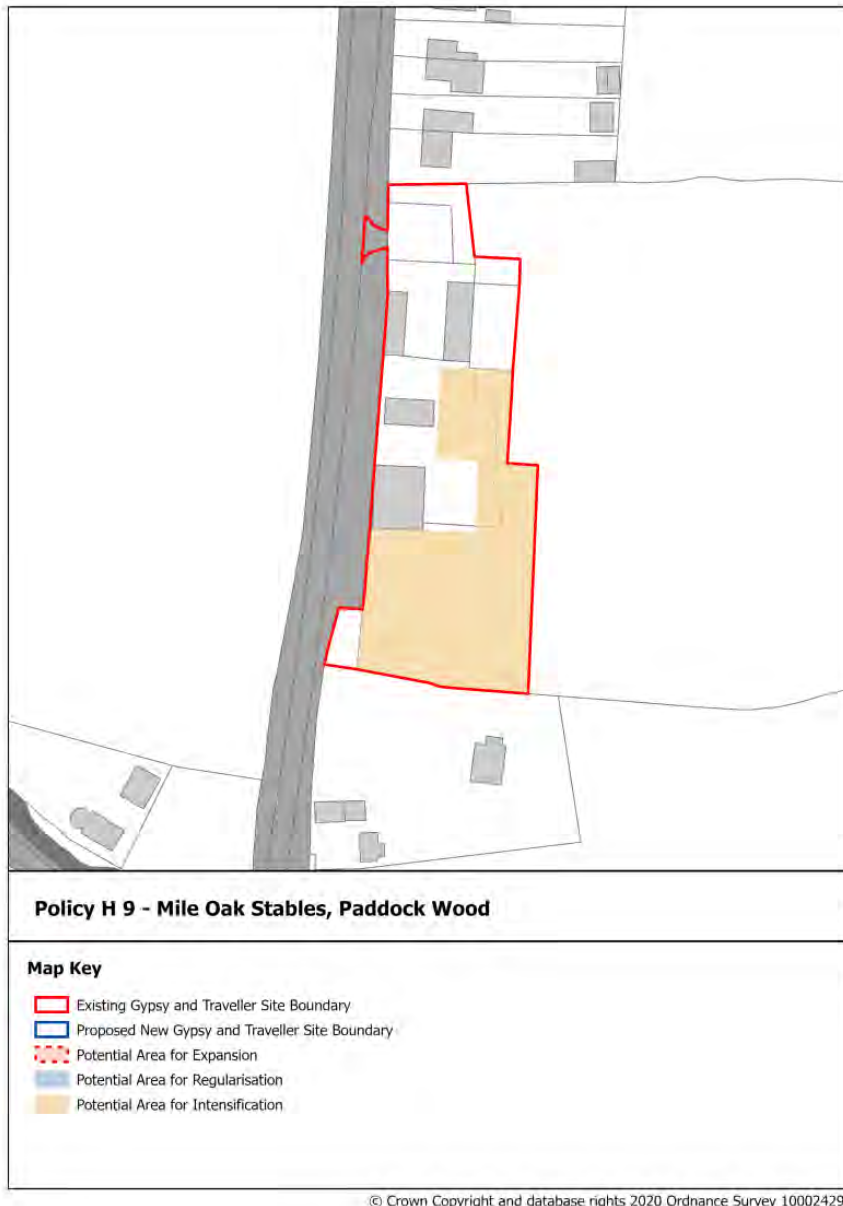 Policy H 9 - Mile Oak Stables, Paddock Wood
Map Key
Existing Gypsy and Traveller Site Boundary
Proposed New Gypsy and Traveller Site Boundary
Potential Area for Expansion
Potential Area for Regularisation
Potential Area for Intensification
© Crown Copyright and database rights 2020 Ordnance Survey 10002429